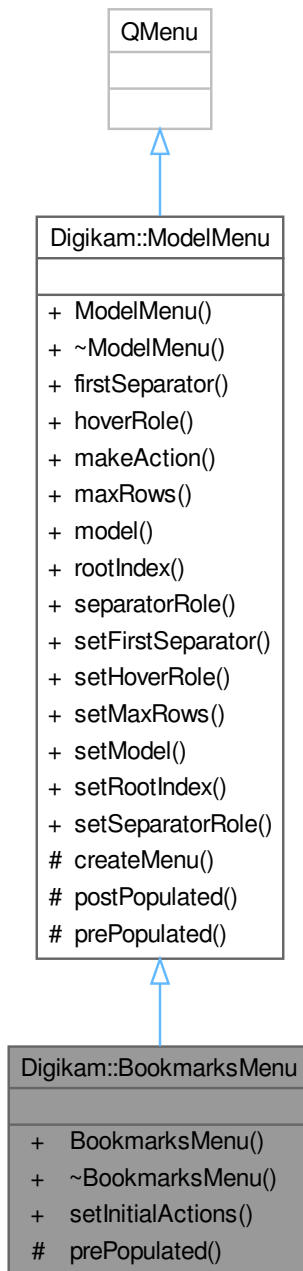 QMenu
Digikam::ModelMenu
+ ModelMenu()
+ ~ModelMenu()
+ firstSeparator()
+ hoverRole()
+ makeAction()
+ maxRows()
+ model()
+ rootIndex()
+ separatorRole()
+ setFirstSeparator()
+ setHoverRole()
+ setMaxRows()
+ setModel()
+ setRootIndex()
+ setSeparatorRole()
# createMenu()
# postPopulated()
# prePopulated()
Digikam::BookmarksMenu
+ BookmarksMenu()
+ ~BookmarksMenu()
+ setInitialActions()
# prePopulated()